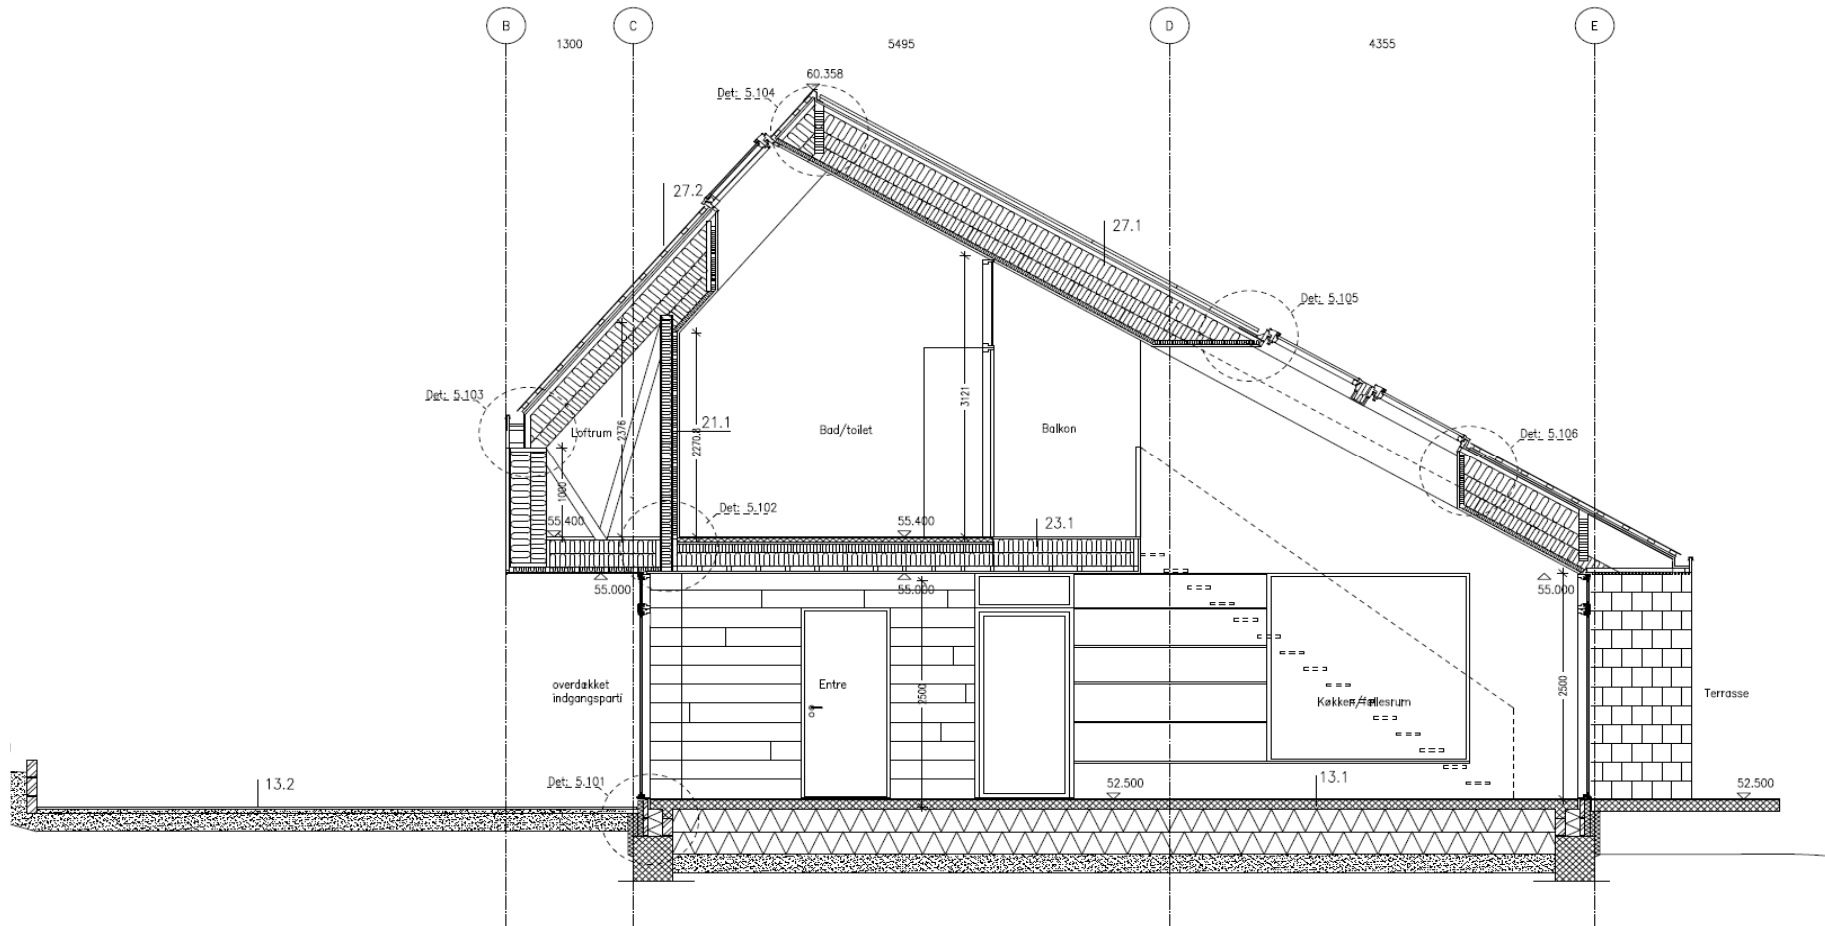 B
C
D
E
1300
5495
4355
60.358
Det: 5.104
27.2
27.1
Det: 5.105
Det: 5.103
Loftrum
2376
21.1
2270.8
Bad/toilet
3121
Balkon
Det: 5.106
1000
Det: 5.102
55.400
55.400
23.1
55.000
55.000
55.000
overdækket
indgangsparti
Entre
2500
Køkken/fællesrum
2500
Terrasse
13.2
Det: 5.101
52.500
13.1
52.500